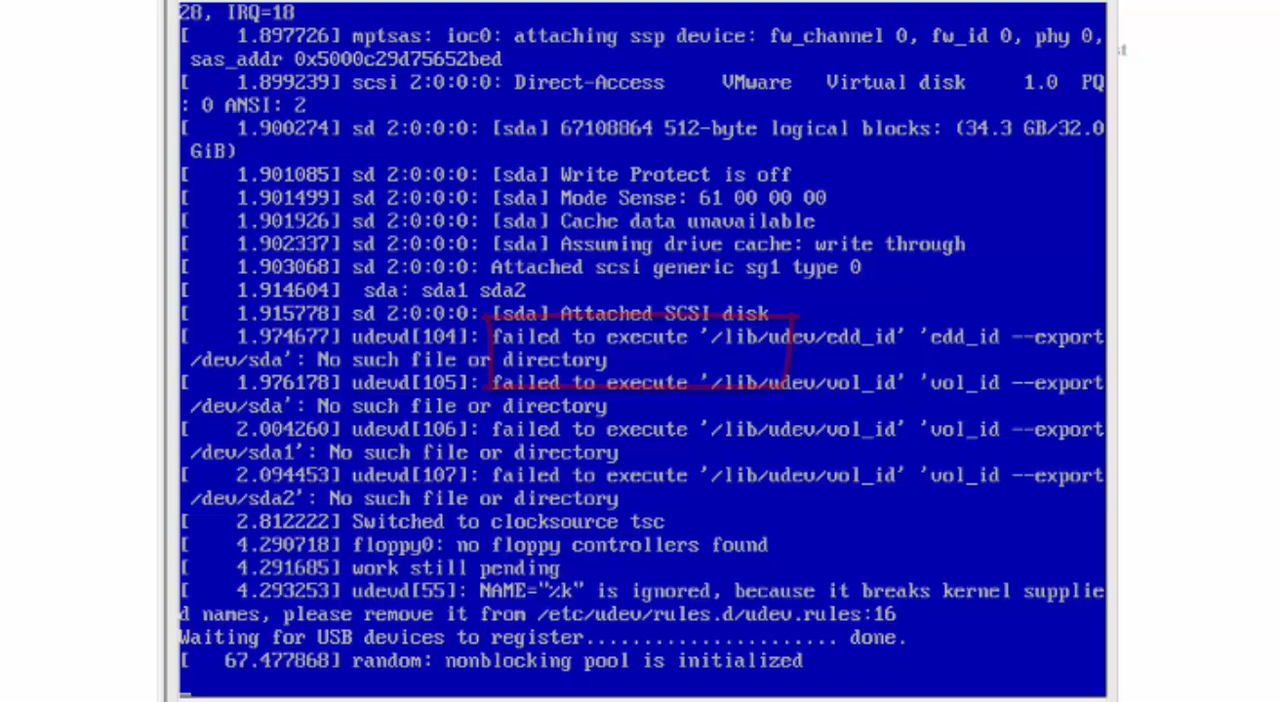 28, IRQ=18
[    1.897726] mptsas: ioc0: attaching ssp device: fw_channel 0, fw_id 0, phy 0,
sas_addr 0x5000c29d75652bed
[    1.899239] scsi 2:0:0:0: Direct-Access     VMware   Virtual disk     1.0  PQ
: 0 ANSI: 2
[    1.900274] sd 2:0:0:0: [sda] 67108864 512-byte logical blocks: (34.3 GB/32.0
GiB)
[    1.901085] sd 2:0:0:0: [sda] Write Protect is off
[    1.901499] sd 2:0:0:0: [sda] Mode Sense: 61 00 00 00
[    1.901926] sd 2:0:0:0: [sda] Cache data unavailable
[    1.902337] sd 2:0:0:0: [sda] Assuming drive cache: write through
[    1.903068] sd 2:0:0:0: Attached scsi generic sg1 type 0
[    1.914604]  sda: sda1 sda2
[    1.915778] sd 2:0:0:0: [sda] Attached SCSI disk
[    1.974677] udevd[104]: failed to execute '/lib/udev/edd_id' 'edd_id --export
/dev/sda': No such file or directory
[    1.976178] udevd[105]: failed to execute '/lib/udev/vol_id' 'vol_id --export
/dev/sda': No such file or directory
[    2.004260] udevd[106]: failed to execute '/lib/udev/vol_id' 'vol_id --export
/dev/sda1': No such file or directory
[    2.094453] udevd[107]: failed to execute '/lib/udev/vol_id' 'vol_id --export
/dev/sda2': No such file or directory
[    2.812222] Switched to clocksource tsc
[    4.290718] floppy0: no floppy controllers found
[    4.291685] work still pending
[    4.293253] udevd[55]: NAME="%k" is ignored, because it breaks kernel supplie
d names, please remove it from /etc/udev/rules.d/udev.rules:16
Waiting for USB devices to register...................... done.
[   67.477868] random: nonblocking pool is initialized